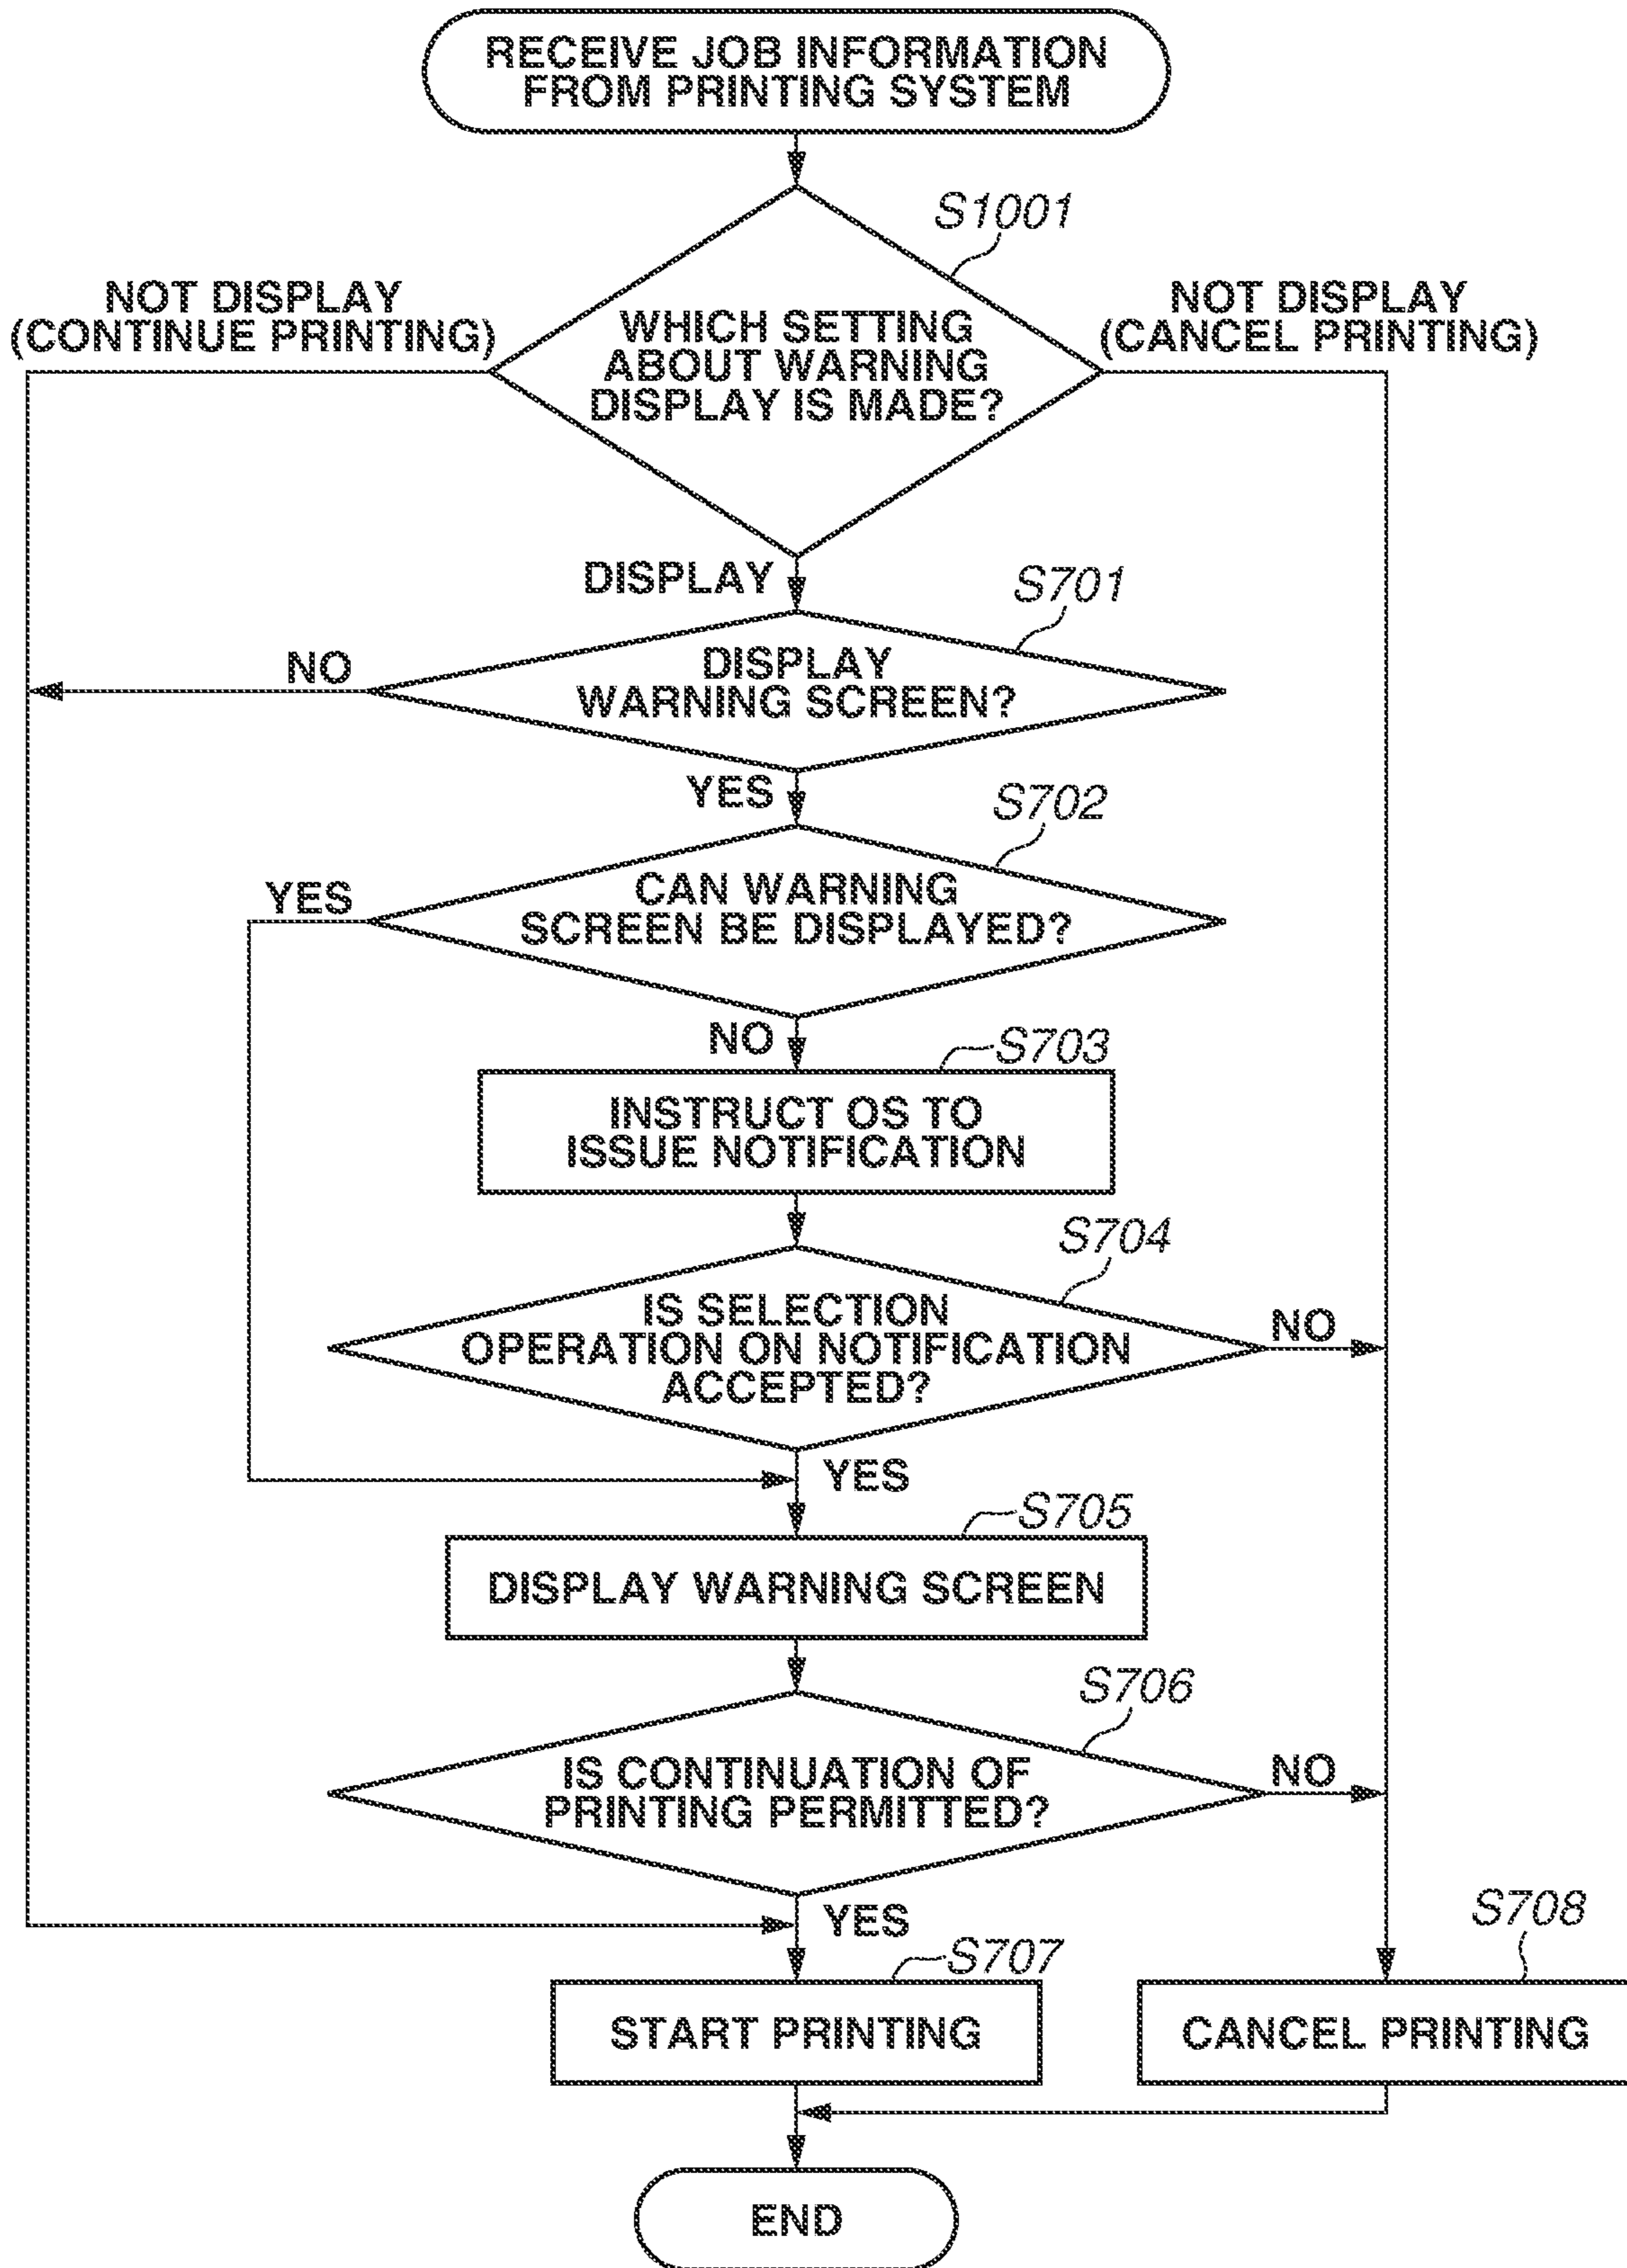 RECEIVE JOB INFORMATION
FROM PRINTING SYSTEM
S1001
NOT DISPLAY
(CONTINUE PRINTING)
WHICH SETTING
ABOUT WARNING
DISPLAY IS MADE?
NOT DISPLAY
(CANCEL PRINTING)
DISPLAY
S701
NO
DISPLAY
WARNING SCREEN?
YES
S702
YES
CAN WARNING
SCREEN BE DISPLAYED?
NO
S703
INSTRUCT OS TO
ISSUE NOTIFICATION
S704
IS SELECTION
OPERATION ON NOTIFICATION
ACCEPTED?
NO
YES
S705
DISPLAY WARNING SCREEN
S706
IS CONTINUATION OF
PRINTING PERMITTED?
NO
YES
S707
S708
START PRINTING
CANCEL PRINTING
END